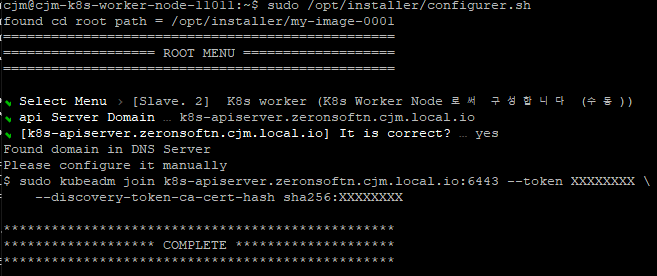 cjm@cjm-k8s-worker-node-11011:~$ sudo /opt/installer/configurer.sh
found cd root path = /opt/installer/my-image-0001
==================================================
==================== ROOT MENU ====================
==================================================
Select Menu › [Slave. 2]  K8s worker (K8s Worker Node 로써 구성합니다 (수동))
api Server Domain … k8s-apiserver.zeronsoftn.cjm.local.io
[k8s-apiserver.zeronsoftn.cjm.local.io] It is correct? … yes
Found domain in DNS Server
Please configure it manually
$ sudo kubeadm join k8s-apiserver.zeronsoftn.cjm.local.io:6443 --token XXXXXXXX \
    --discovery-token-ca-cert-hash sha256:XXXXXXXX
**************************************************
******************* COMPLETE ********************
**************************************************